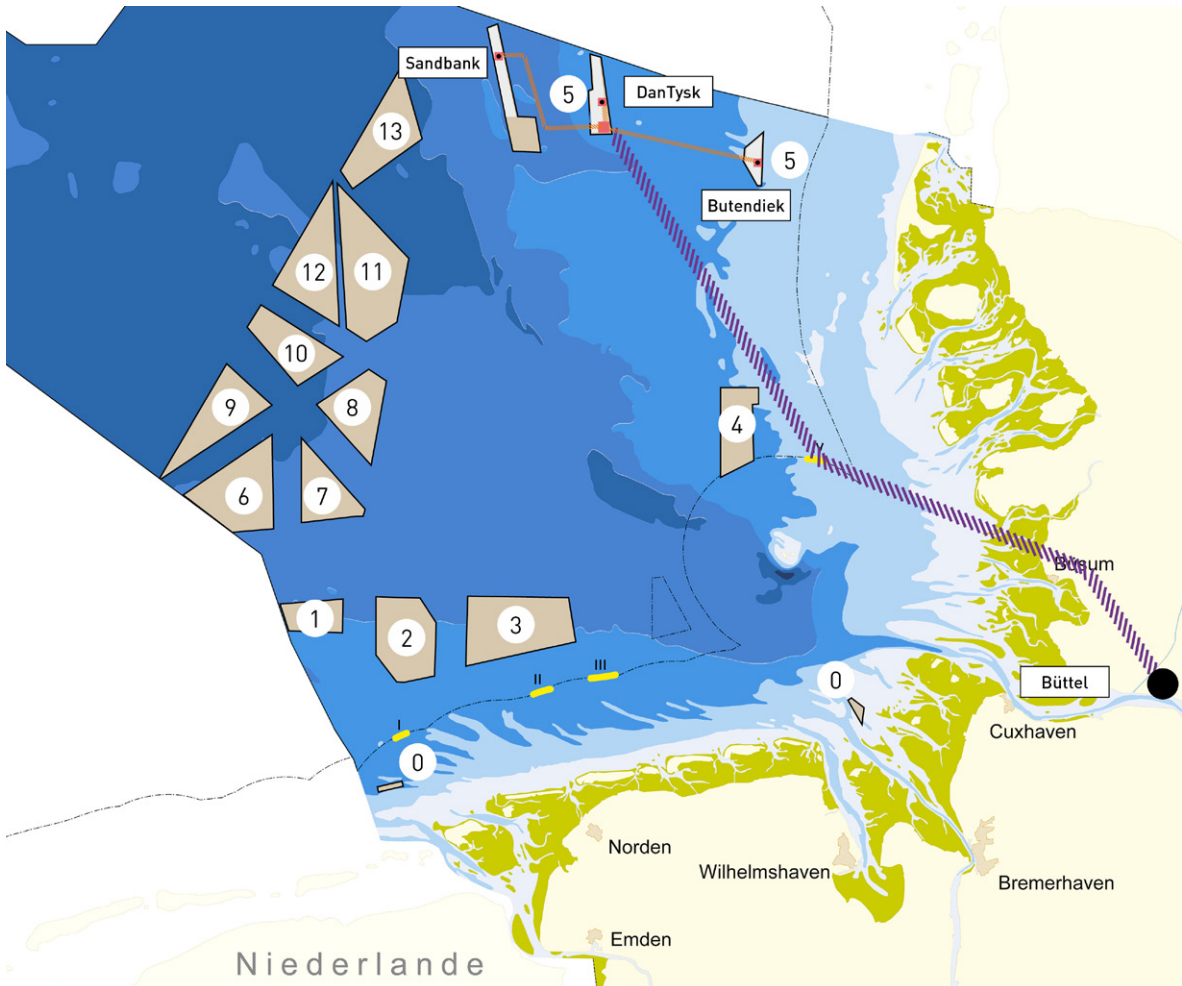 Sandbank
5
DanTysk
13
5
Butendiek
12
11
10
9
8
4
V
6
7
Büsum
1
2
3
III
II
0
Büttel
I
Cuxhaven
0
Norden
Wilhelmshaven
Bremerhaven
Emden
Niederlande